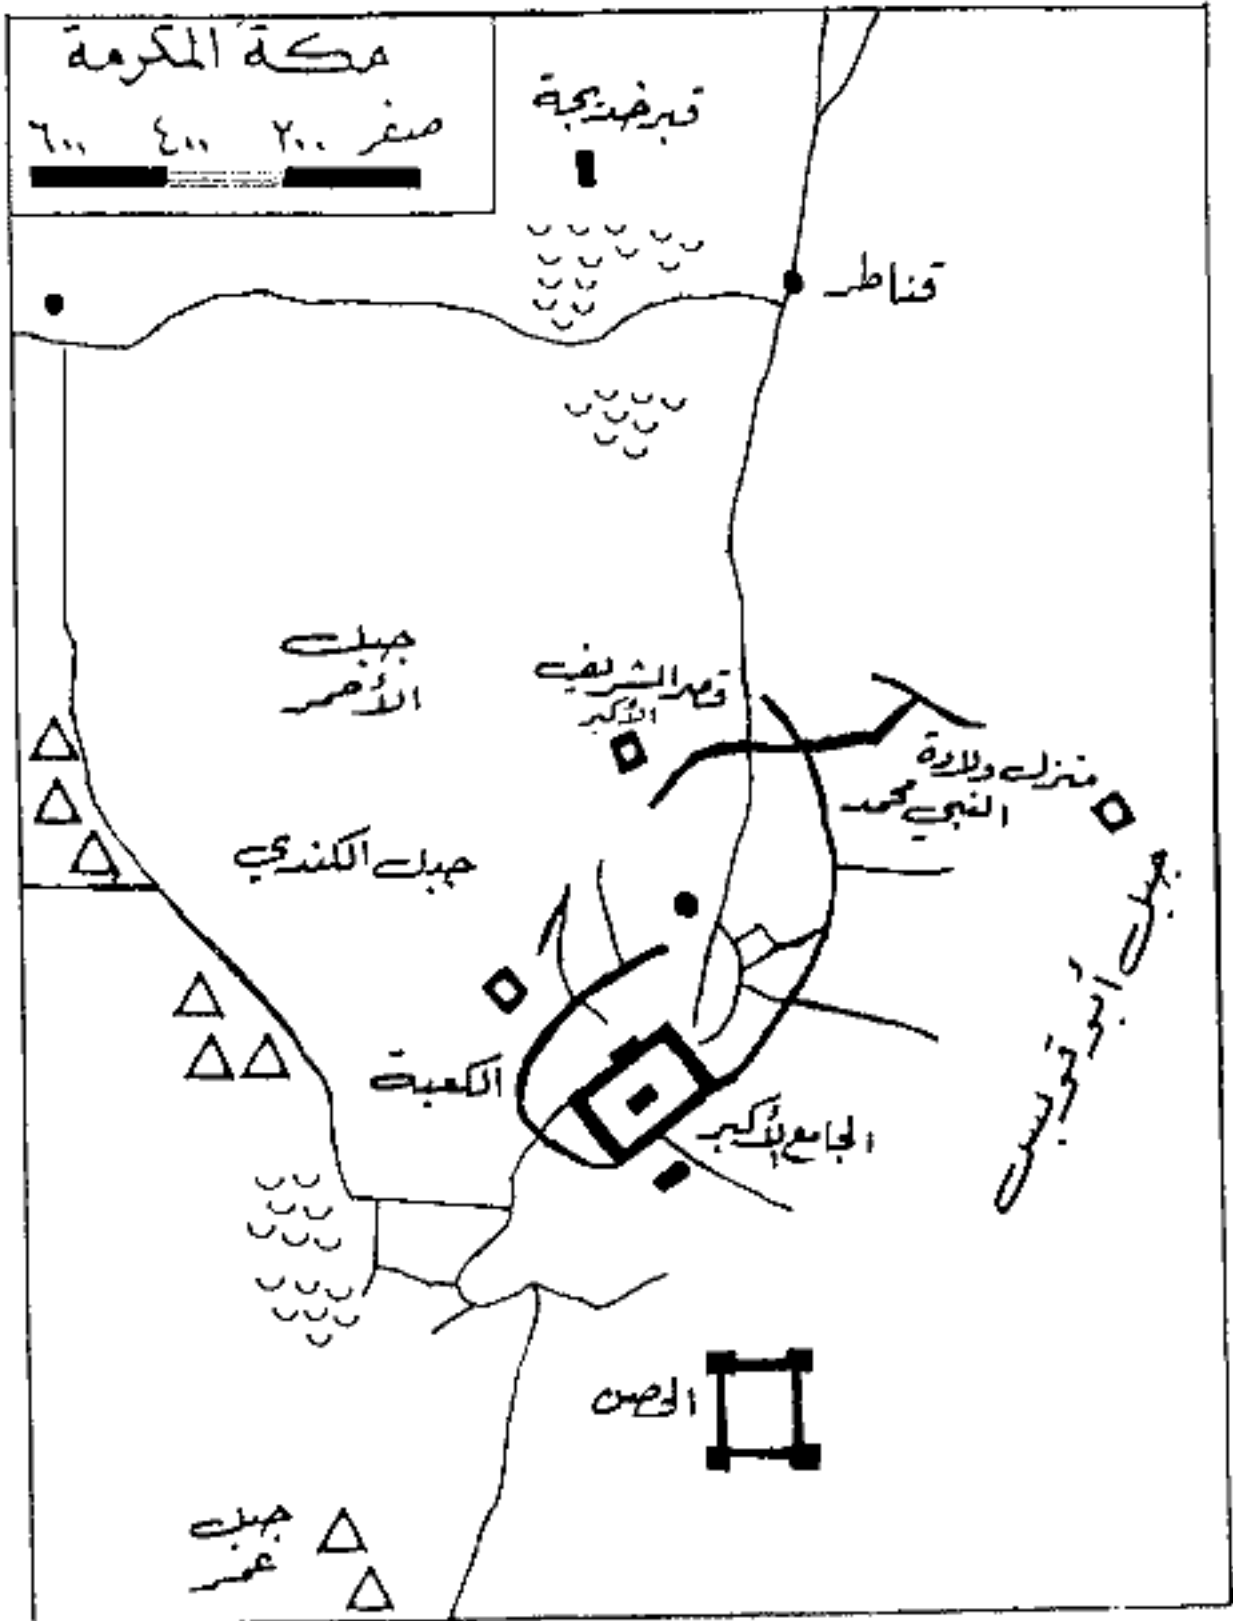 مكة المكرمة
صفر ٢٠٠ ٤٠٠ ٦٠٠
قبر خديجة
قناطر
جبل
الأحمر
قصر الشريف
الأكبر
منزل ولادة
النبي محمد
جبل الكندي
جبل أبو قبيس
الكعبة
الجامع الأكبر
الحصن
جبل
عمر